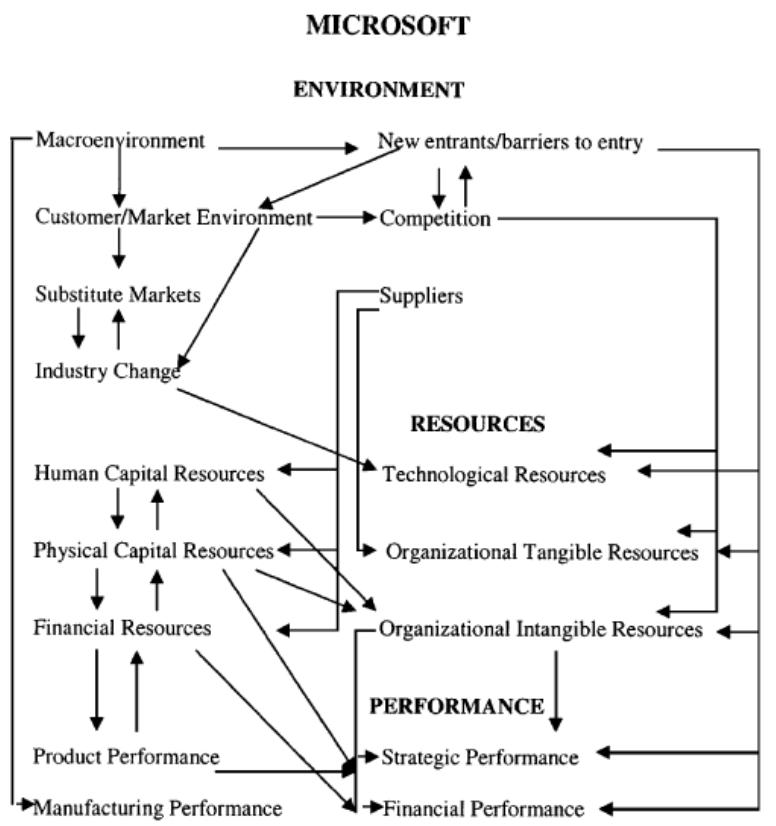 MICROSOFT
ENVIRONMENT
Macroenvironment New entrants/barriers to entry
Customer/Market Environment Competition
Substitute Markets Suppliers
Industry Change
RESOURCES
Human Capital Resources Technological Resources
Physical Capital Resources Organizational Tangible Resources
Financial Resources Organizational Intangible Resources
PERFORMANCE
Product Performance Strategic Performance
Manufacturing Performance Financial Performance